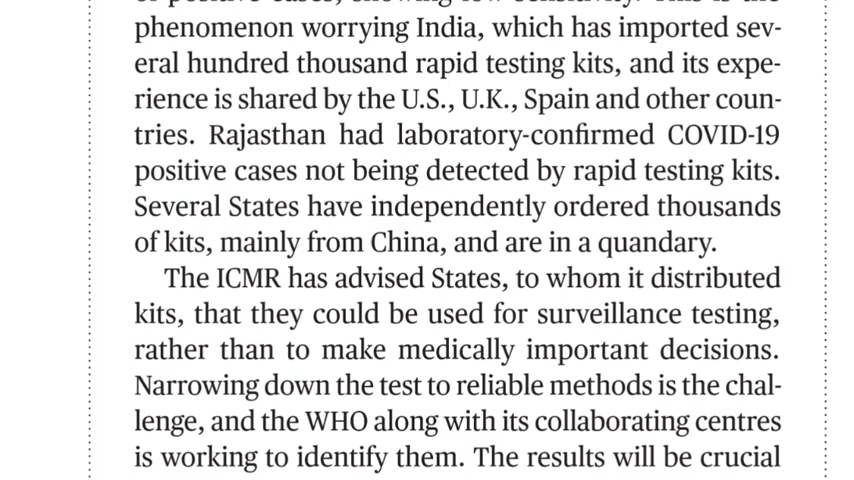 phenomenon worrying India, which has imported sev-
eral hundred thousand rapid testing kits, and its expe-
rience is shared by the U.S., U.K., Spain and other coun-
tries. Rajasthan had laboratory-confirmed COVID-19
positive cases not being detected by rapid testing kits.
Several States have independently ordered thousands
of kits, mainly from China, and are in a quandary.
The ICMR has advised States, to whom it distributed
kits, that they could be used for surveillance testing,
rather than to make medically important decisions.
Narrowing down the test to reliable methods is the chal-
lenge, and the WHO along with its collaborating centres
is working to identify them. The results will be crucial